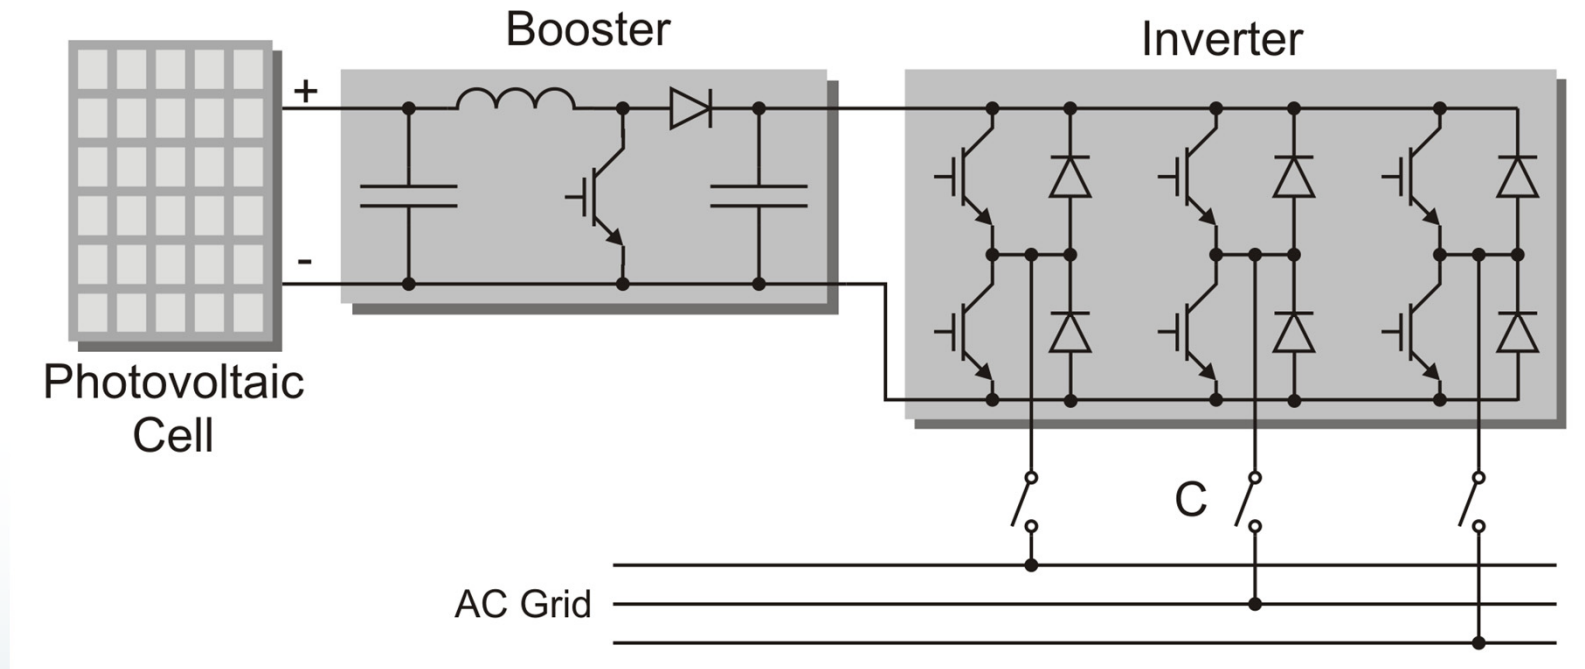 Booster
Inverter
+
-
Photovoltaic
Cell
C
AC Grid